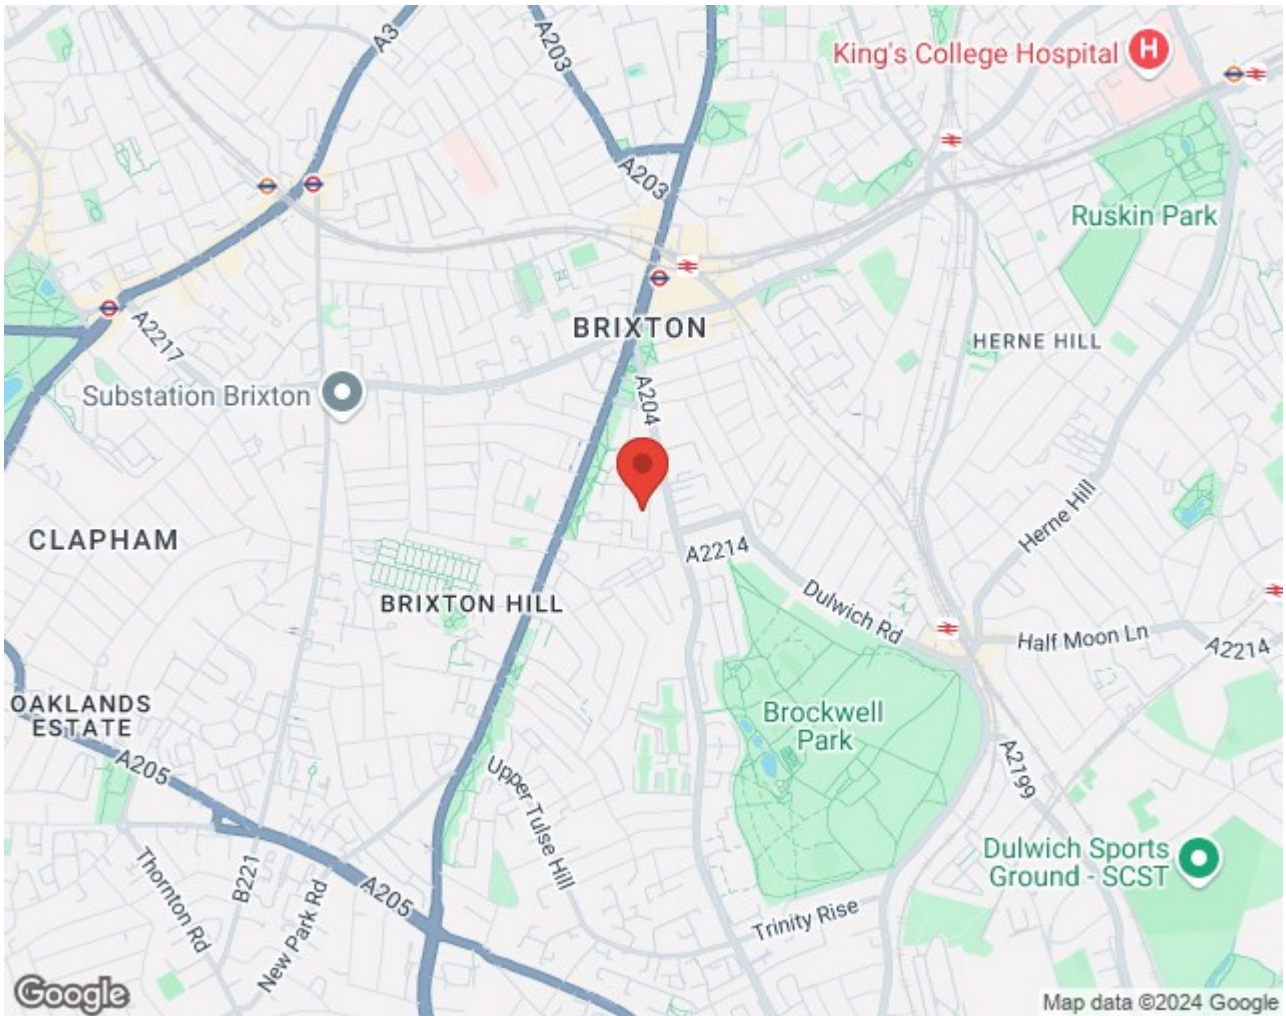 A3
A203
King's College Hospital
H
A203
Ruskin Park
A2217
BRIXTON
HERNE HILL
Substation Brixton
A204
Herne Hill
CLAPHAM
A2214
BRIXTON HILL
Dulwich Rd
Half Moon Ln
A2214
OAKLANDS
ESTATE
Brockwell
Park
A205
Upper Tulse Hill
A2199
Dulwich Sports
Ground - SCST
Thornton Rd
B221
New Park Rd
A205
Trinity Rise
Google
Map data ©2024 Google